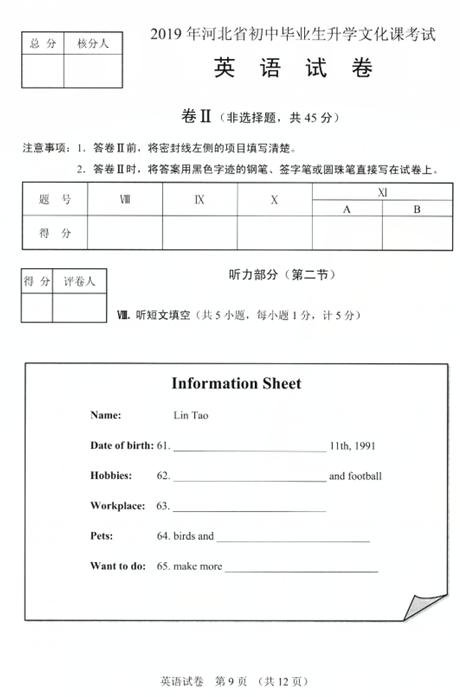 总 分 核分人
2019 年河北省初中毕业生升学文化课考试
英 语 试 卷
卷Ⅱ（非选择题，共 45 分）
注意事项：1. 答卷Ⅱ前，将密封线左侧的项目填写清楚。
2. 答卷Ⅱ时，将答案用黑色字迹的钢笔、签字笔或圆珠笔直接写在试卷上。
题 号 Ⅷ Ⅸ Ⅹ Ⅺ
A B
得 分
得 分 评卷人
听力部分（第二节）
Ⅷ. 听短文填空（共 5 小题，每小题 1 分，计 5 分）
Information Sheet
Name: Lin Tao
Date of birth: 61. ______ 11th, 1991
Hobbies: 62. ______ and football
Workplace: 63. ______
Pets: 64. birds and ______
Want to do: 65. make more ______
英语试卷 第 9 页 （共 12 页）